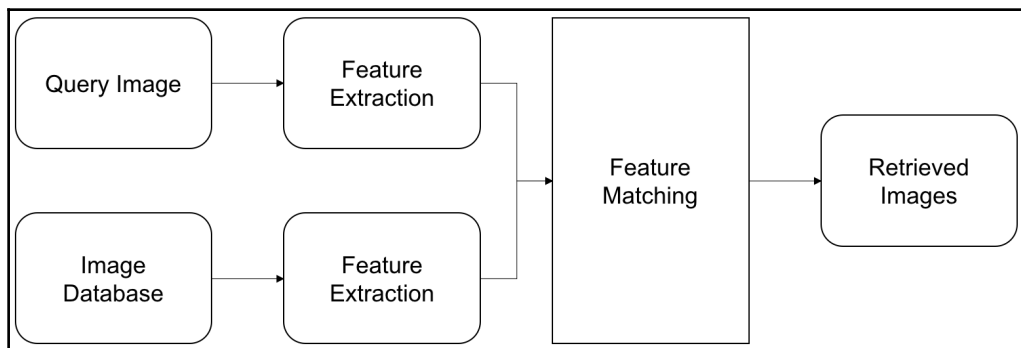 Query Image
Feature
Extraction
Feature
Matching
Retrieved
Images
Image
Database
Feature
Extraction